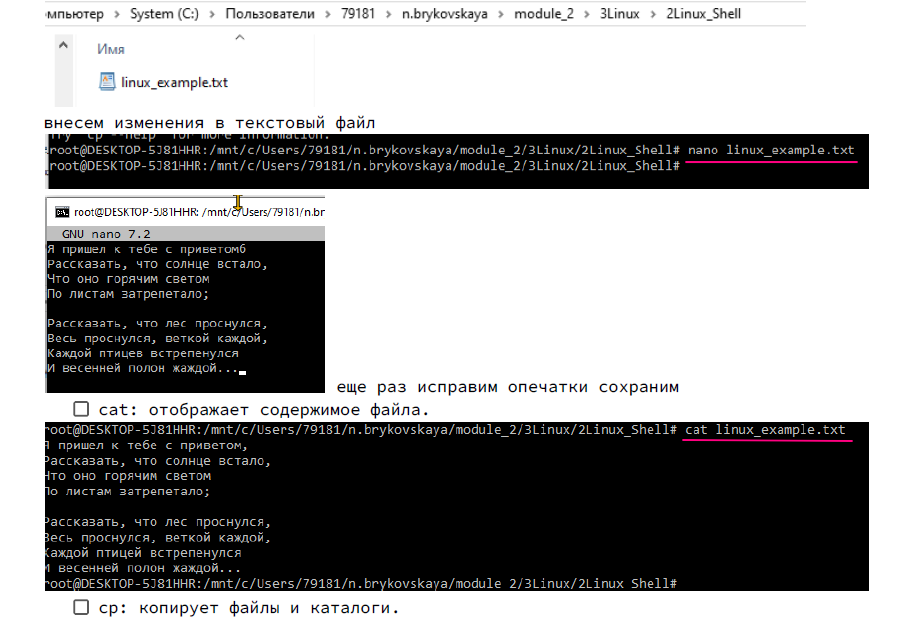 омпьютер > System (C:) > Пользователи > 79181 > n.brykovskaya > module_2 > 3Linux > 2Linux_Shell
Имя
linux_example.txt
внесем изменения в текстовый файл
Try 'cp --help' for more information.
root@DESKTOP-5J81HHR:/mnt/c/Users/79181/n.brykovskaya/module_2/3Linux/2Linux_Shell# nano linux_example.txt
root@DESKTOP-5J81HHR:/mnt/c/Users/79181/n.brykovskaya/module_2/3Linux/2Linux_Shell#
root@DESKTOP-5J81HHR: /mnt/c/Users/79181/n.br
GNU nano 7.2
Я пришел к тебе с приветомб
Рассказать, что солнце встало,
Что оно горячим светом
По листам затрепетало;
Рассказать, что лес проснулся,
Весь проснулся, веткой каждой,
Каждой птицев встрепенулся
И весенней полон жаждой...
еще раз исправим опечатки сохраним
cat: отображает содержимое файла.
root@DESKTOP-5J81HHR:/mnt/c/Users/79181/n.brykovskaya/module_2/3Linux/2Linux_Shell# cat linux_example.txt
Я пришел к тебе с приветом,
Рассказать, что солнце встало,
Что оно горячим светом
По листам затрепетало;
Рассказать, что лес проснулся,
Весь проснулся, веткой каждой,
Каждой птицей встрепенулся
И весенней полон жаждой...
root@DESKTOP-5J81HHR:/mnt/c/Users/79181/n.brykovskaya/module_2/3Linux/2Linux_Shell#
cp: копирует файлы и каталоги.